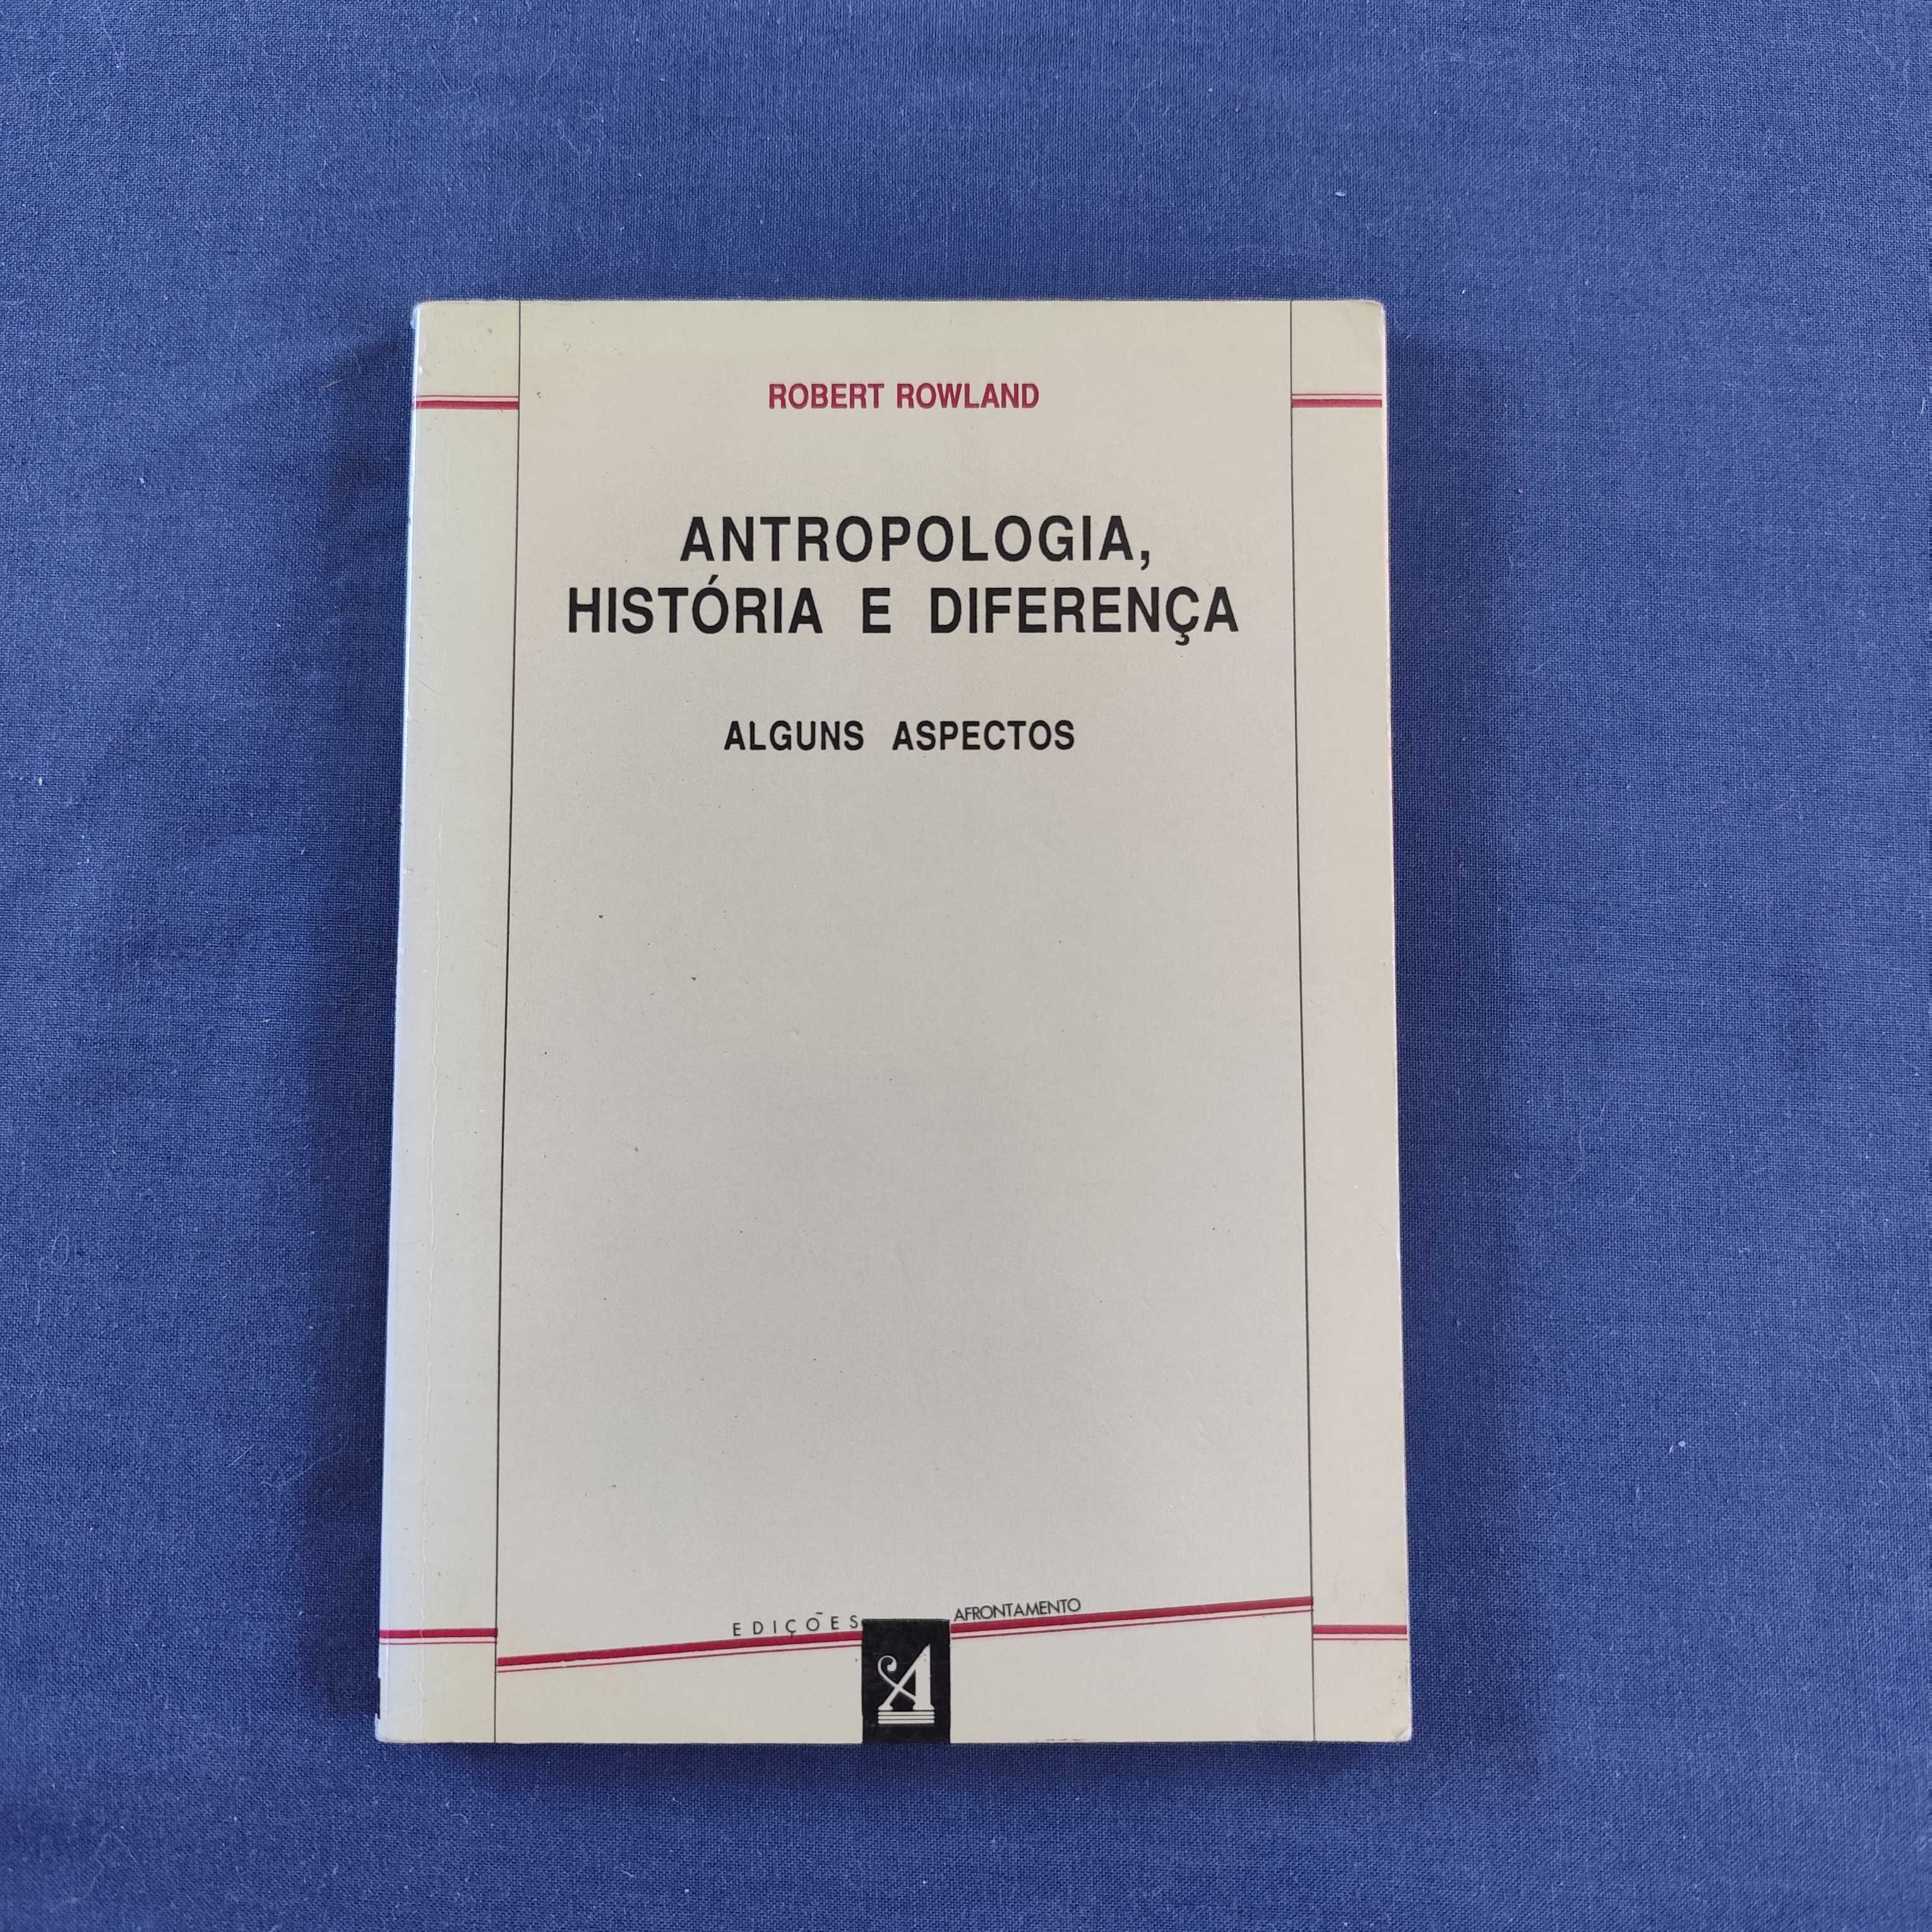 ROBERT ROWLAND
ANTROPOLOGIA,
HISTÓRIA E DIFERENÇA
ALGUNS ASPECTOS
EDIÇÕES AFRONTAMENTO
A